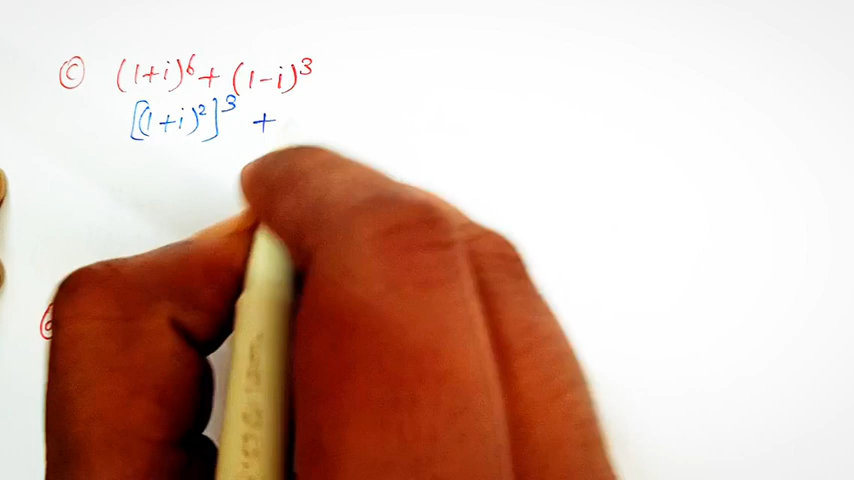 ⓒ (1+i)⁶ + (1-i)³
[(1+i)²]³ +